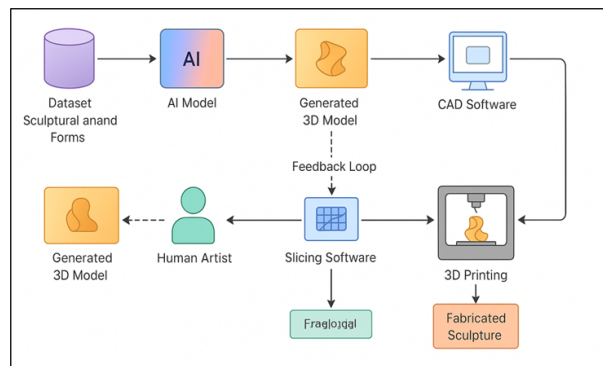 AI
Dataset
Sculptural anand
Forms
AI Model
Generated
3D Model
CAD Software
Feedback Loop
Generated
3D Model
Human Artist
Slicing Software
3D Printing
Fabricated
Sculpture